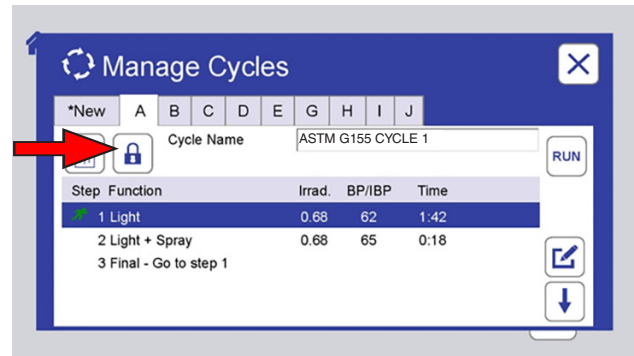 Manage Cycles
*New A B C D E G H I J
Cycle Name ASTM G155 CYCLE 1
RUN
Step Function Irrad. BP/IBP Time
1 Light 0.68 62 1:42
2 Light + Spray 0.68 65 0:18
3 Final - Go to step 1